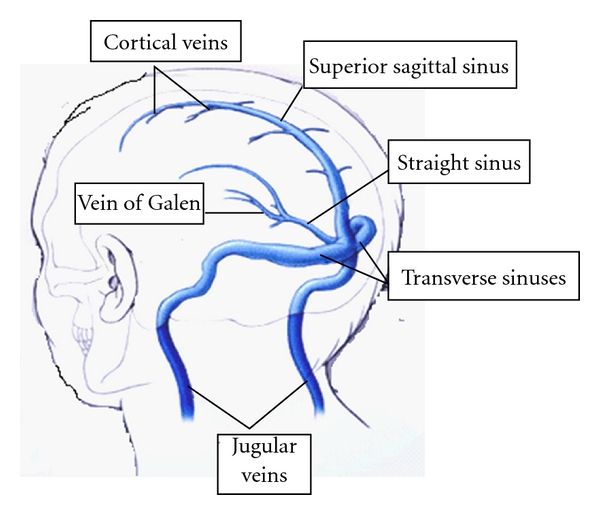 Cortical veins
Superior sagittal sinus
Straight sinus
Vein of Galen
Transverse sinuses
Jugular
veins